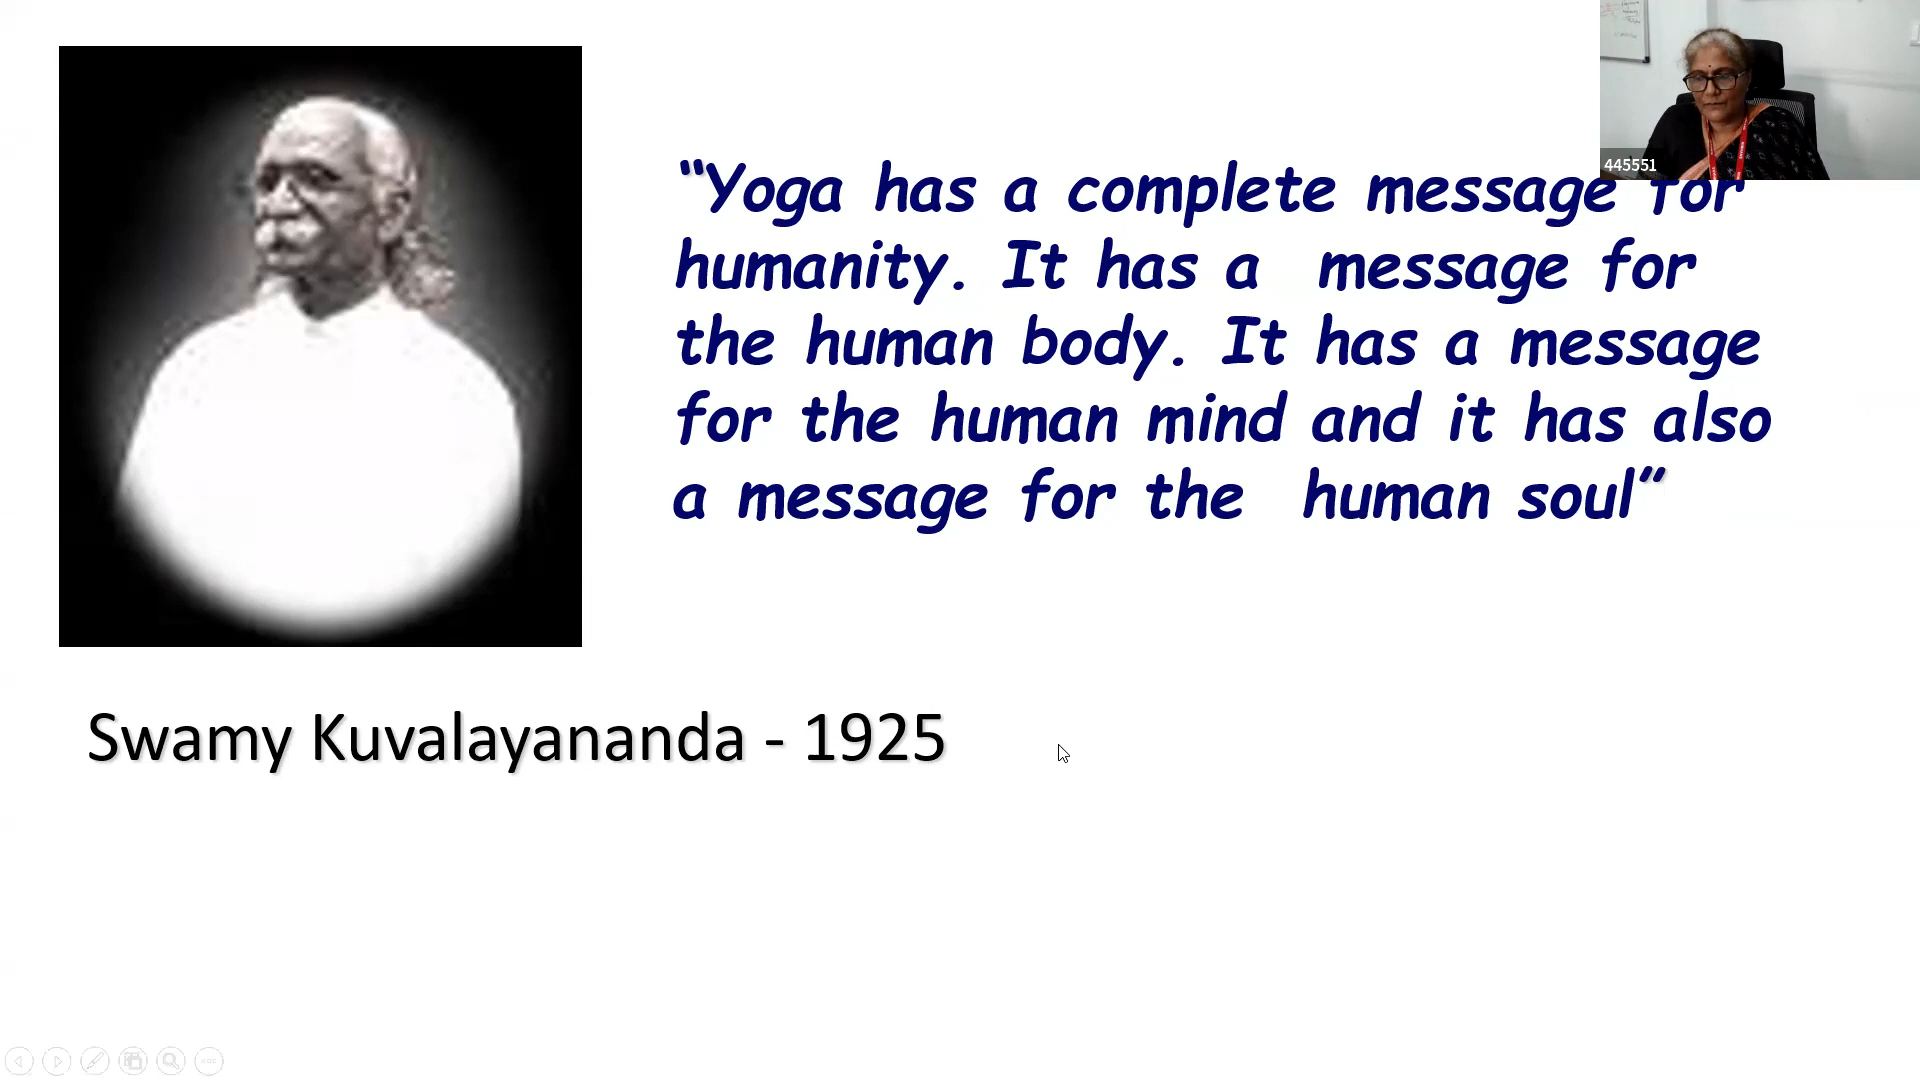 445551
“Yoga has a complete message for
humanity. It has a message for
the human body. It has a message
for the human mind and it has also
a message for the human soul”
Swamy Kuvalayananda - 1925